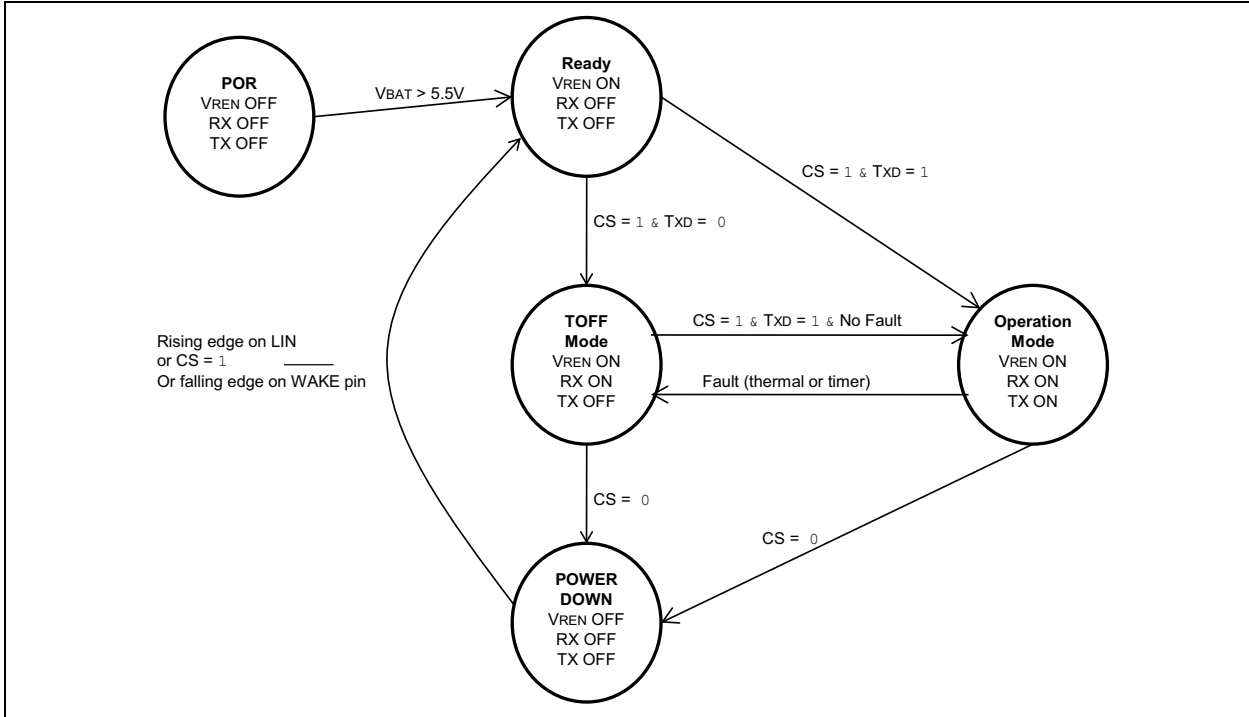 POR
VREN OFF
RX OFF
TX OFF
VBAT > 5.5V
Ready
VREN ON
RX OFF
TX OFF
CS = 1 & TXD = 1
CS = 1 & TXD = 0
Rising edge on LIN
or CS = 1
Or falling edge on WAKE pin
TOFF
Mode
VREN ON
RX ON
TX OFF
CS = 1 & TXD = 1 & No Fault
Fault (thermal or timer)
Operation
Mode
VREN ON
RX ON
TX ON
CS = 0
CS = 0
POWER
DOWN
VREN OFF
RX OFF
TX OFF